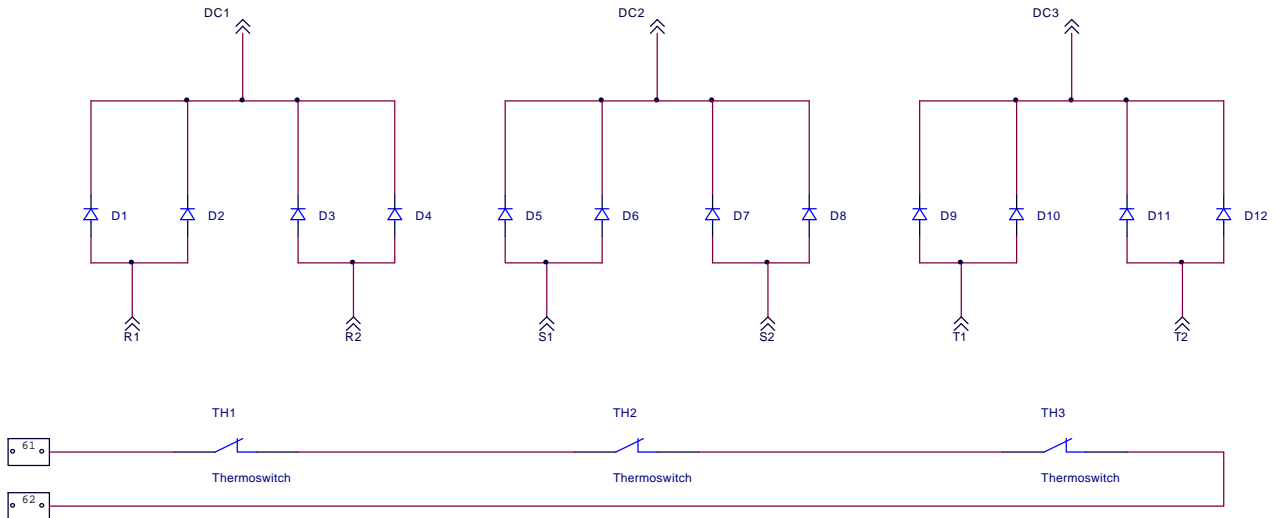 DC1 DC2 DC3
D1 D2 D3 D4 D5 D6 D7 D8 D9 D10 D11 D12
R1 R2 S1 S2 T1 T2
TH1 TH2 TH3
61
Thermoswitch Thermoswitch Thermoswitch
62